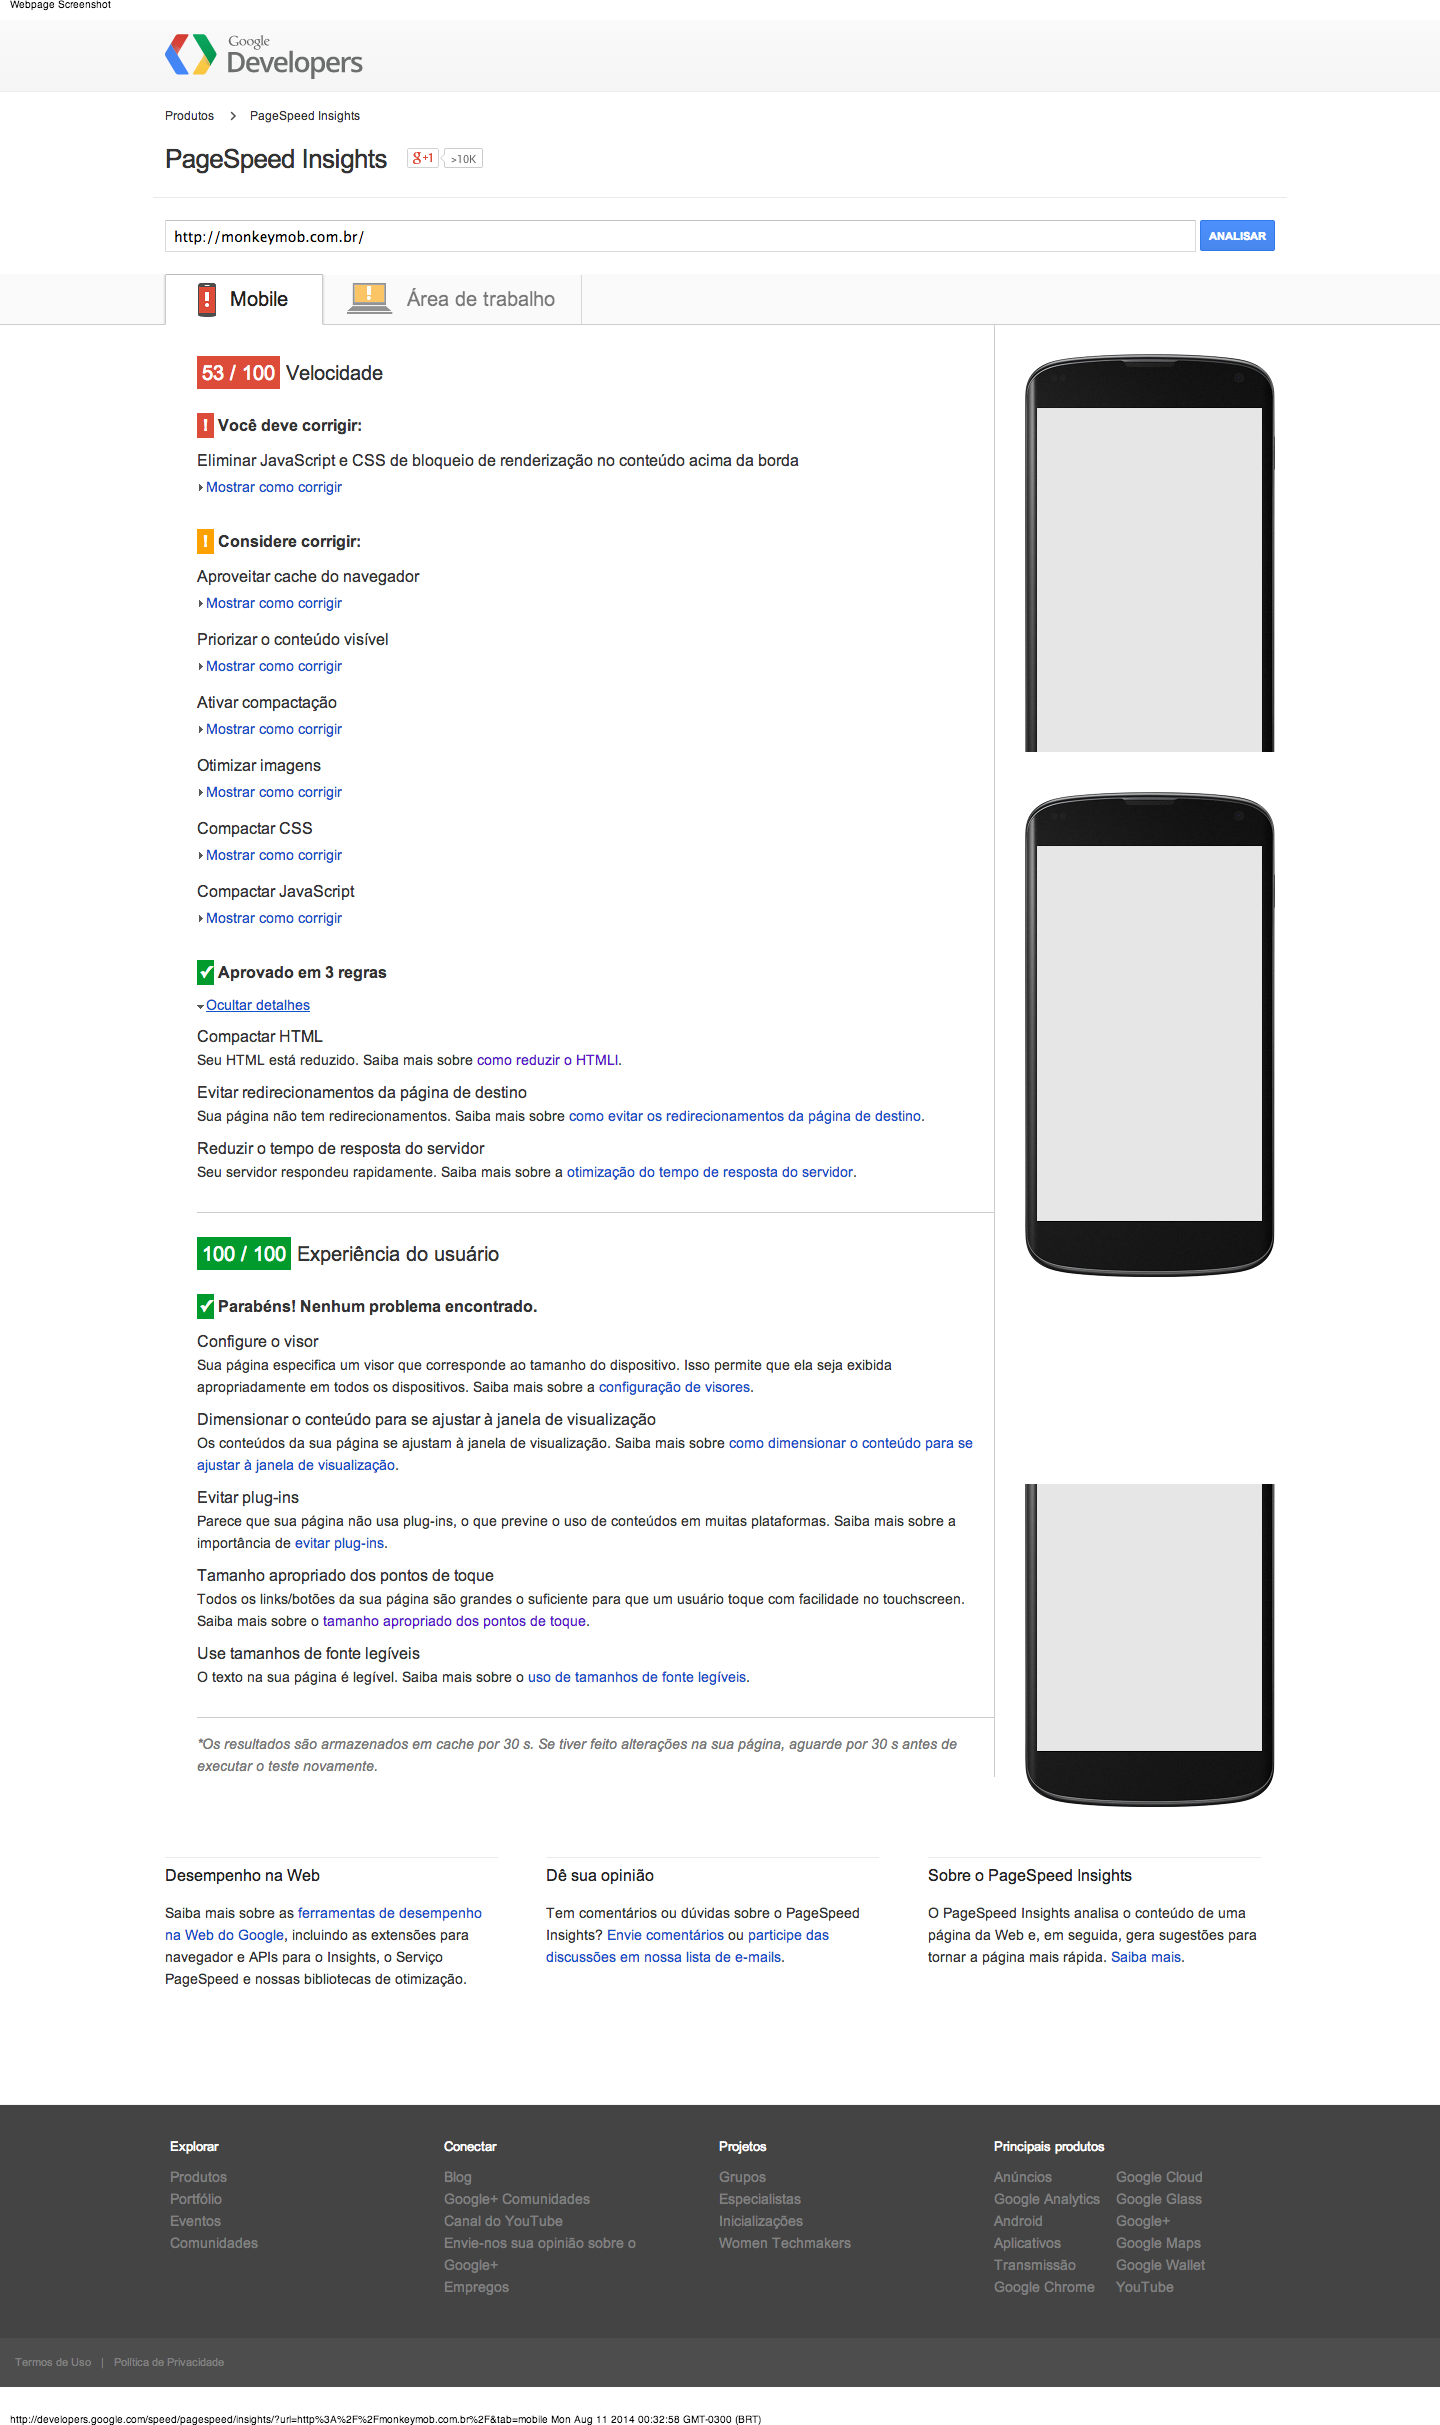 Webpage Screenshot
Google
Developers
Produtos > PageSpeed Insights
PageSpeed Insights g+1 >10K
http://monkeymob.com.br/ ANALISAR
! Mobile ! Área de trabalho
53 / 100 Velocidade
! Você deve corrigir:
Eliminar JavaScript e CSS de bloqueio de renderização no conteúdo acima da borda
Mostrar como corrigir
! Considere corrigir:
Aproveitar cache do navegador
Mostrar como corrigir
Priorizar o conteúdo visível
Mostrar como corrigir
Ativar compactação
Mostrar como corrigir
Otimizar imagens
Mostrar como corrigir
Compactar CSS
Mostrar como corrigir
Compactar JavaScript
Mostrar como corrigir
✓ Aprovado em 3 regras
Ocultar detalhes
Compactar HTML
Seu HTML está reduzido. Saiba mais sobre como reduzir o HTMLl.
Evitar redirecionamentos da página de destino
Sua página não tem redirecionamentos. Saiba mais sobre como evitar os redirecionamentos da página de destino.
Reduzir o tempo de resposta do servidor
Seu servidor respondeu rapidamente. Saiba mais sobre a otimização do tempo de resposta do servidor.
100 / 100 Experiência do usuário
✓ Parabéns! Nenhum problema encontrado.
Configure o visor
Sua página especifica um visor que corresponde ao tamanho do dispositivo. Isso permite que ela seja exibida
apropriadamente em todos os dispositivos. Saiba mais sobre a configuração de visores.
Dimensionar o conteúdo para se ajustar à janela de visualização
Os conteúdos da sua página se ajustam à janela de visualização. Saiba mais sobre como dimensionar o conteúdo para se
ajustar à janela de visualização.
Evitar plug-ins
Parece que sua página não usa plug-ins, o que previne o uso de conteúdos em muitas plataformas. Saiba mais sobre a
importância de evitar plug-ins.
Tamanho apropriado dos pontos de toque
Todos os links/botões da sua página são grandes o suficiente para que um usuário toque com facilidade no touchscreen.
Saiba mais sobre o tamanho apropriado dos pontos de toque.
Use tamanhos de fonte legíveis
O texto na sua página é legível. Saiba mais sobre o uso de tamanhos de fonte legíveis.
*Os resultados são armazenados em cache por 30 s. Se tiver feito alterações na sua página, aguarde por 30 s antes de
executar o teste novamente.
Desempenho na Web
Saiba mais sobre as ferramentas de desempenho
na Web do Google, incluindo as extensões para
navegador e APIs para o Insights, o Serviço
PageSpeed e nossas bibliotecas de otimização.
Dê sua opinião
Tem comentários ou dúvidas sobre o PageSpeed
Insights? Envie comentários ou participe das
discussões em nossa lista de e-mails.
Sobre o PageSpeed Insights
O PageSpeed Insights analisa o conteúdo de uma
página da Web e, em seguida, gera sugestões para
tornar a página mais rápida. Saiba mais.
Explorar
Produtos
Portfólio
Eventos
Comunidades
Conectar
Blog
Google+ Comunidades
Canal do YouTube
Envie-nos sua opinião sobre o
Google+
Empregos
Projetos
Grupos
Especialistas
Inicializações
Women Techmakers
Principais produtos
Anúncios
Google Analytics
Android
Aplicativos
Transmissão
Google Chrome
Google Cloud
Google Glass
Google+
Google Maps
Google Wallet
YouTube
Termos de Uso | Política de Privacidade
http://developers.google.com/speed/pagespeed/insights/?url=http%3A%2F%2Fmonkeymob.com.br%2F&tab=mobile Mon Aug 11 2014 00:32:58 GMT-0300 (BRT)